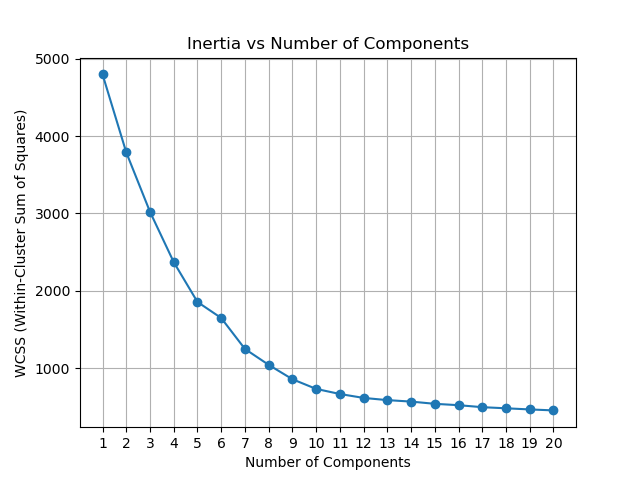 Inertia vs Number of Components
WCSS (Within-Cluster Sum of Squares)
5000
4000
3000
2000
1000
1 2 3 4 5 6 7 8 9 10 11 12 13 14 15 16 17 18 19 20
Number of Components